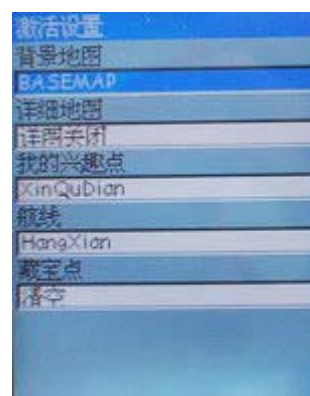 激活设置
背景地图
BASEMAP
详细地图
详图关闭
我的兴趣点
XinQuDian
航线
HangXian
藏宝点
清空